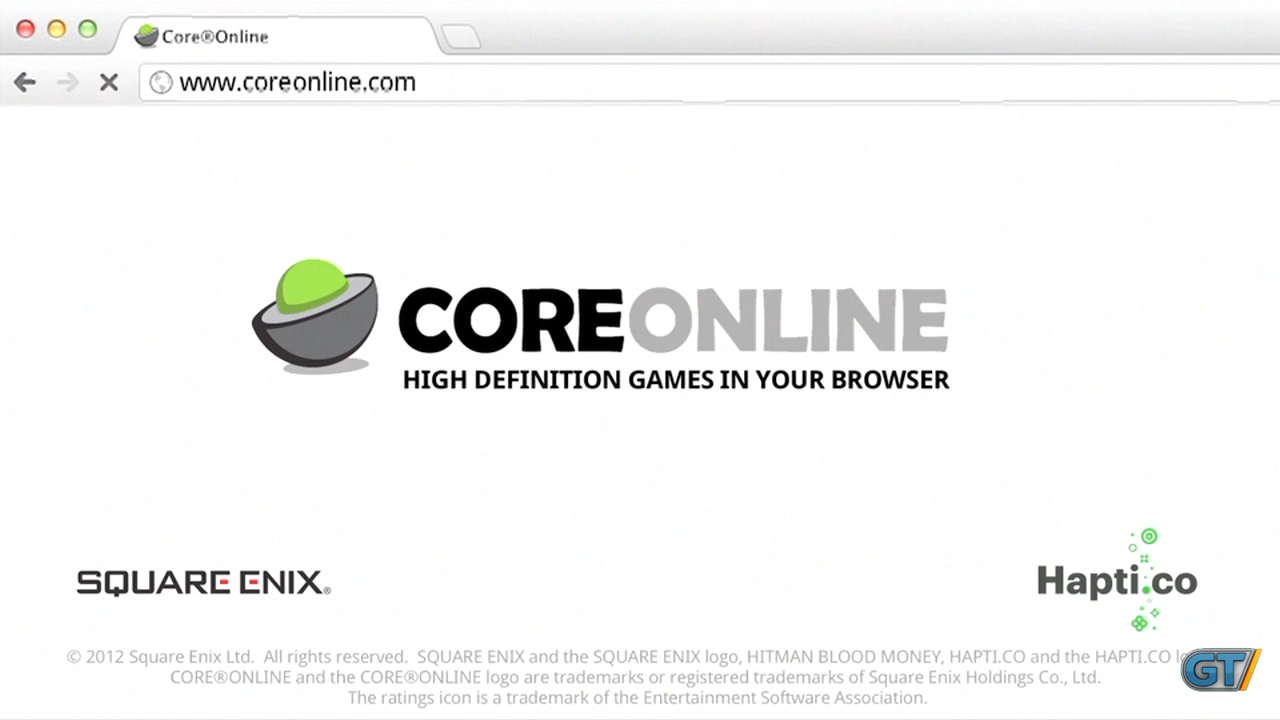 Core®Online
www.coreonline.com
COREONLINE
HIGH DEFINITION GAMES IN YOUR BROWSER
SQUARE ENIX®
Hapti.co
© 2012 Square Enix Ltd. All rights reserved. SQUARE ENIX and the SQUARE ENIX logo, HITMAN BLOOD MONEY, HAPTI.CO and the HAPTI.CO
CORE®ONLINE and the CORE®ONLINE logo are trademarks or registered trademarks of Square Enix Holdings Co., Ltd.
The ratings icon is a trademark of the Entertainment Software Association.
GT